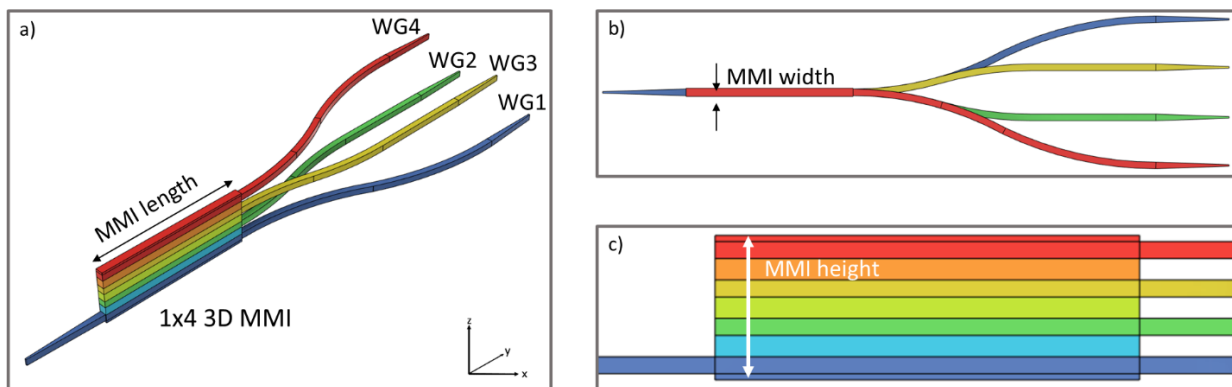 a)
WG4
WG2
WG3
WG1
MMI length
1x4 3D MMI
z
y
x
b)
MMI width
c)
MMI height